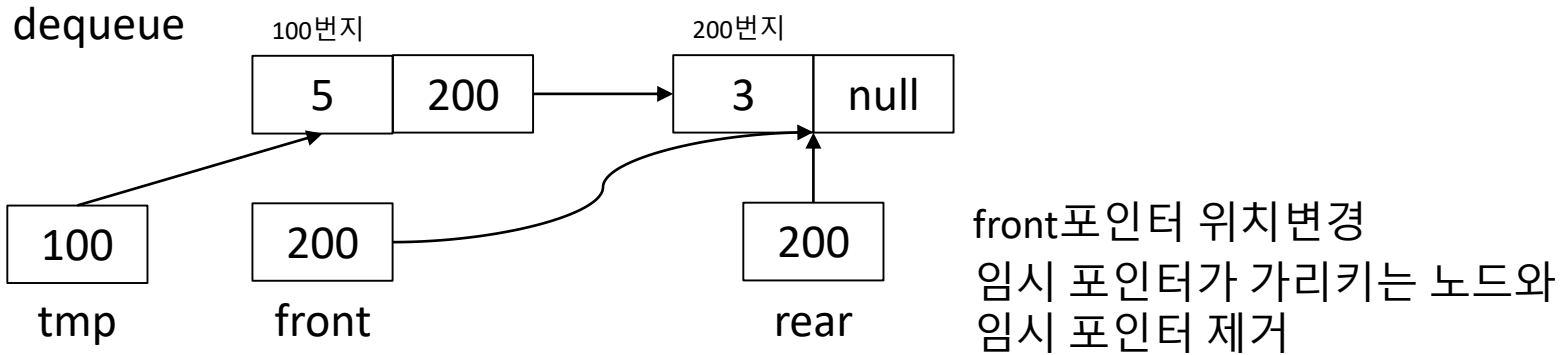 dequeue
100번지
200번지
5 200
3 null
100
200
200
tmp
front
rear
front포인터 위치변경
임시 포인터가 가리키는 노드와
임시 포인터 제거